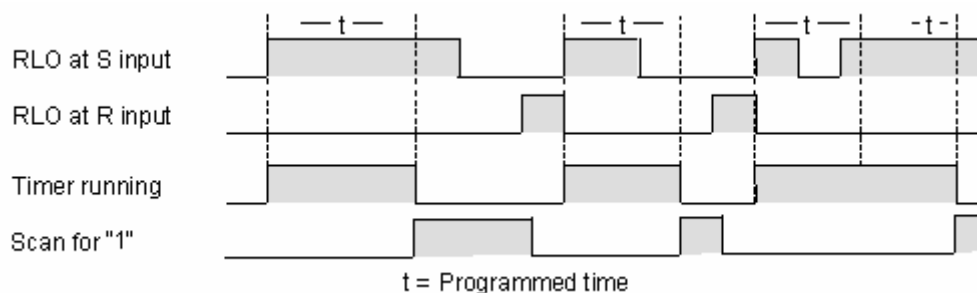 t t t t
RLO at S input
RLO at R input
Timer running
Scan for "1"
t = Programmed time